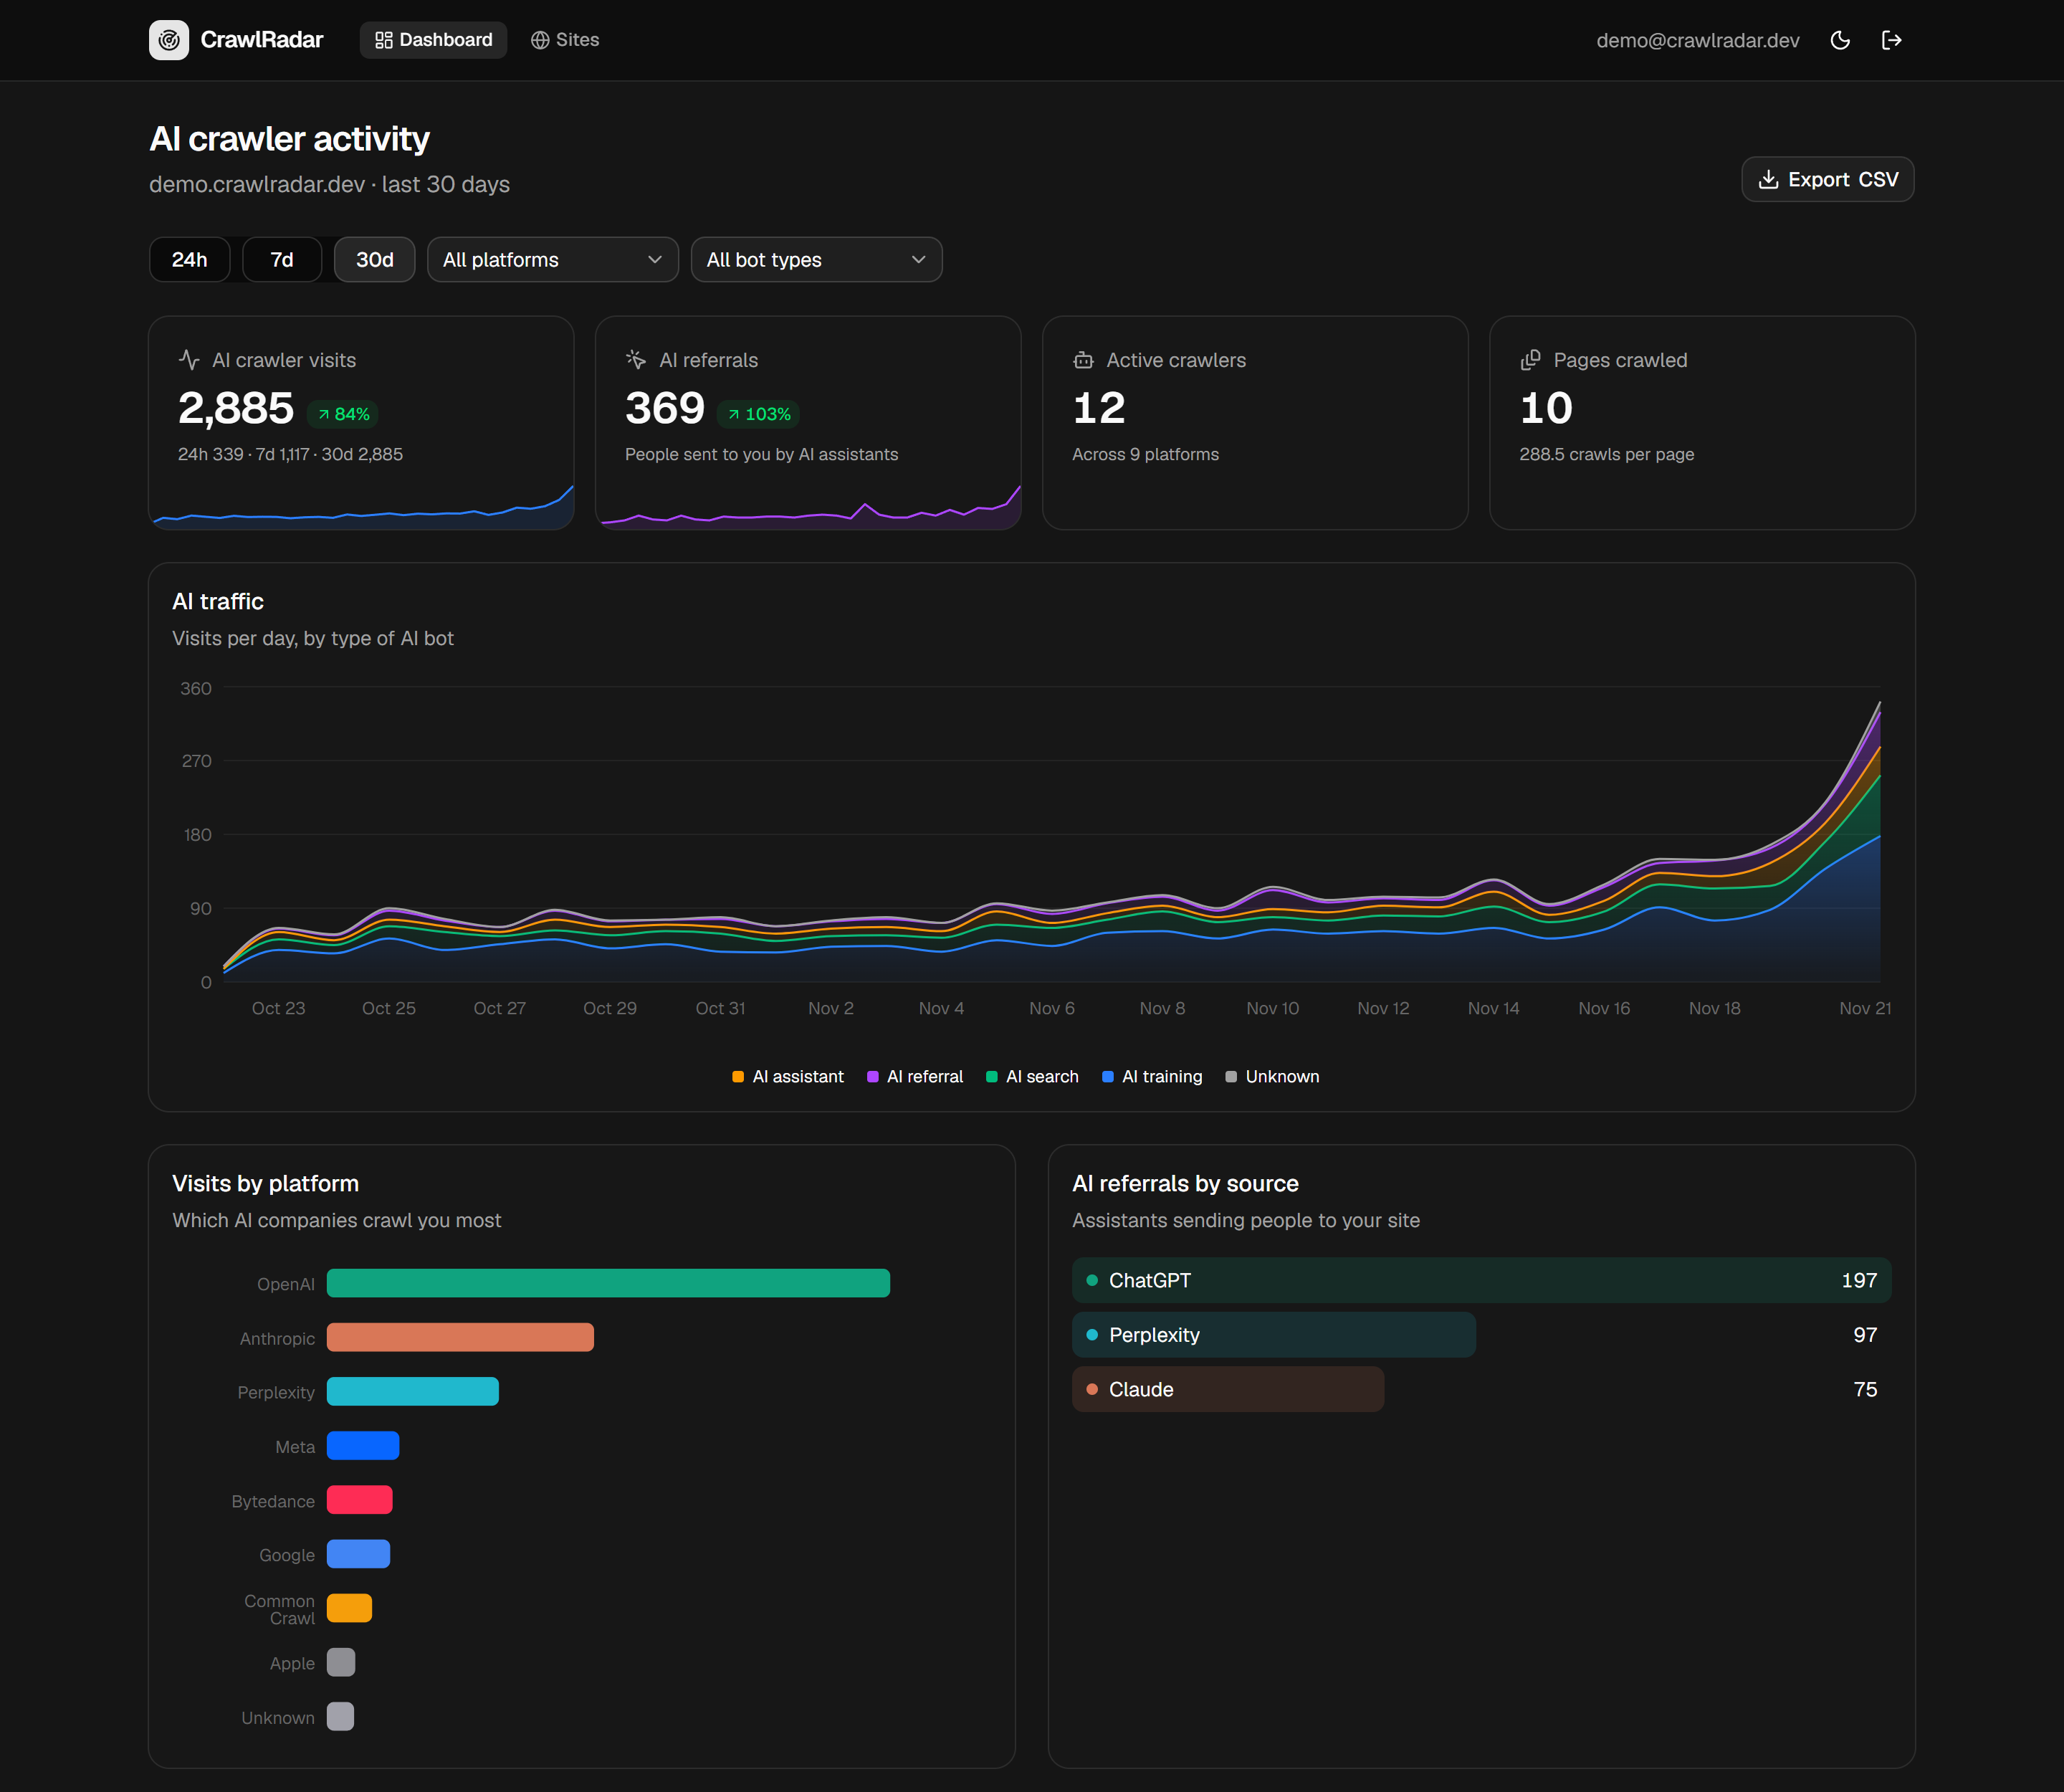 CrawlRadar
Dashboard
Sites
demo@crawlradar.dev
AI crawler activity
demo.crawlradar.dev · last 30 days
Export CSV
24h
7d
30d
All platforms
All bot types
AI crawler visits
2,885
84%
24h 339 · 7d 1,117 · 30d 2,885
AI referrals
369
103%
People sent to you by AI assistants
Active crawlers
12
Across 9 platforms
Pages crawled
10
288.5 crawls per page
AI traffic
Visits per day, by type of AI bot
360
270
180
90
0
Oct 23
Oct 25
Oct 27
Oct 29
Oct 31
Nov 2
Nov 4
Nov 6
Nov 8
Nov 10
Nov 12
Nov 14
Nov 16
Nov 18
Nov 21
AI assistant
AI referral
AI search
AI training
Unknown
Visits by platform
Which AI companies crawl you most
OpenAI
Anthropic
Perplexity
Meta
Bytedance
Google
Common
Crawl
Apple
Unknown
AI referrals by source
Assistants sending people to your site
ChatGPT 197
Perplexity 97
Claude 75